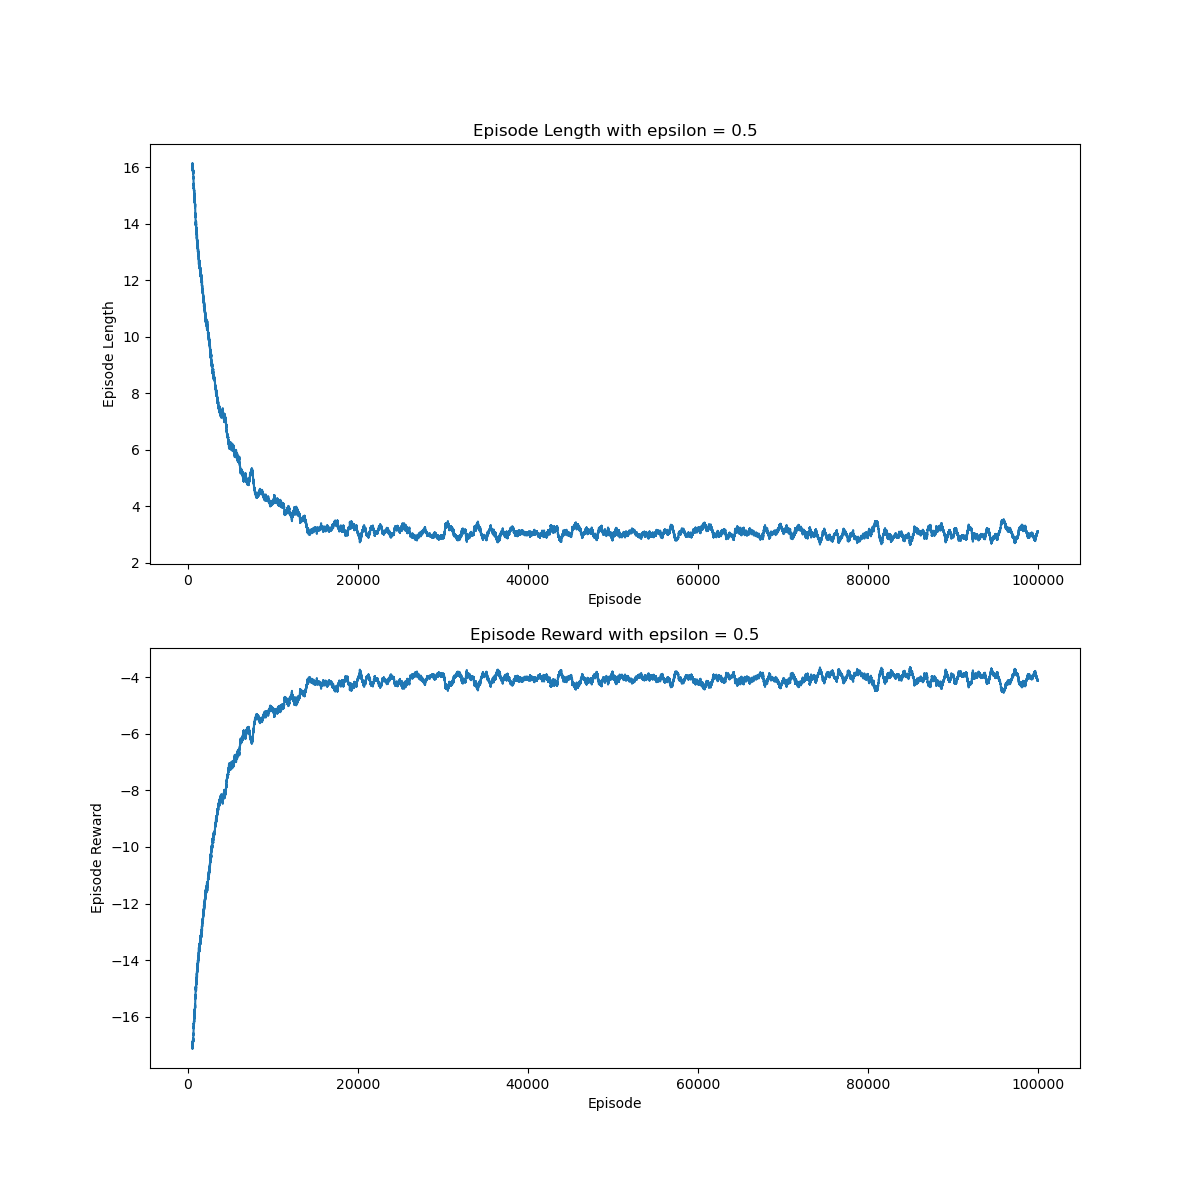 Episode Length with epsilon = 0.5
16
14
12
10
8
6
4
2
Episode Length
0 20000 40000 60000 80000 100000
Episode
Episode Reward with epsilon = 0.5
−4
−6
−8
−10
−12
−14
−16
Episode Reward
0 20000 40000 60000 80000 100000
Episode